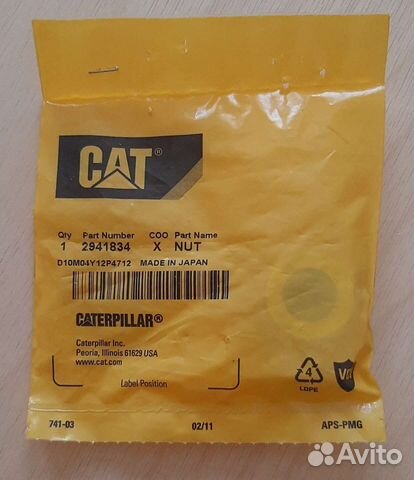 CAT®
Qty Part Number COO Part Name
1 2941834 X NUT
D10M04Y12P4712 MADE IN JAPAN
CATERPILLAR®
Caterpillar Inc.
Peoria, Illinois 61629 USA
www.cat.com
Label Position
4
LDPE
741-03 02/11 APS-PMG
Avito